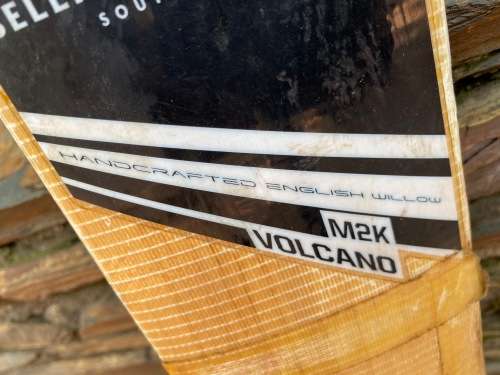 HANDCRAFTED ENGLISH WILLOW
M2K
VOLCANO